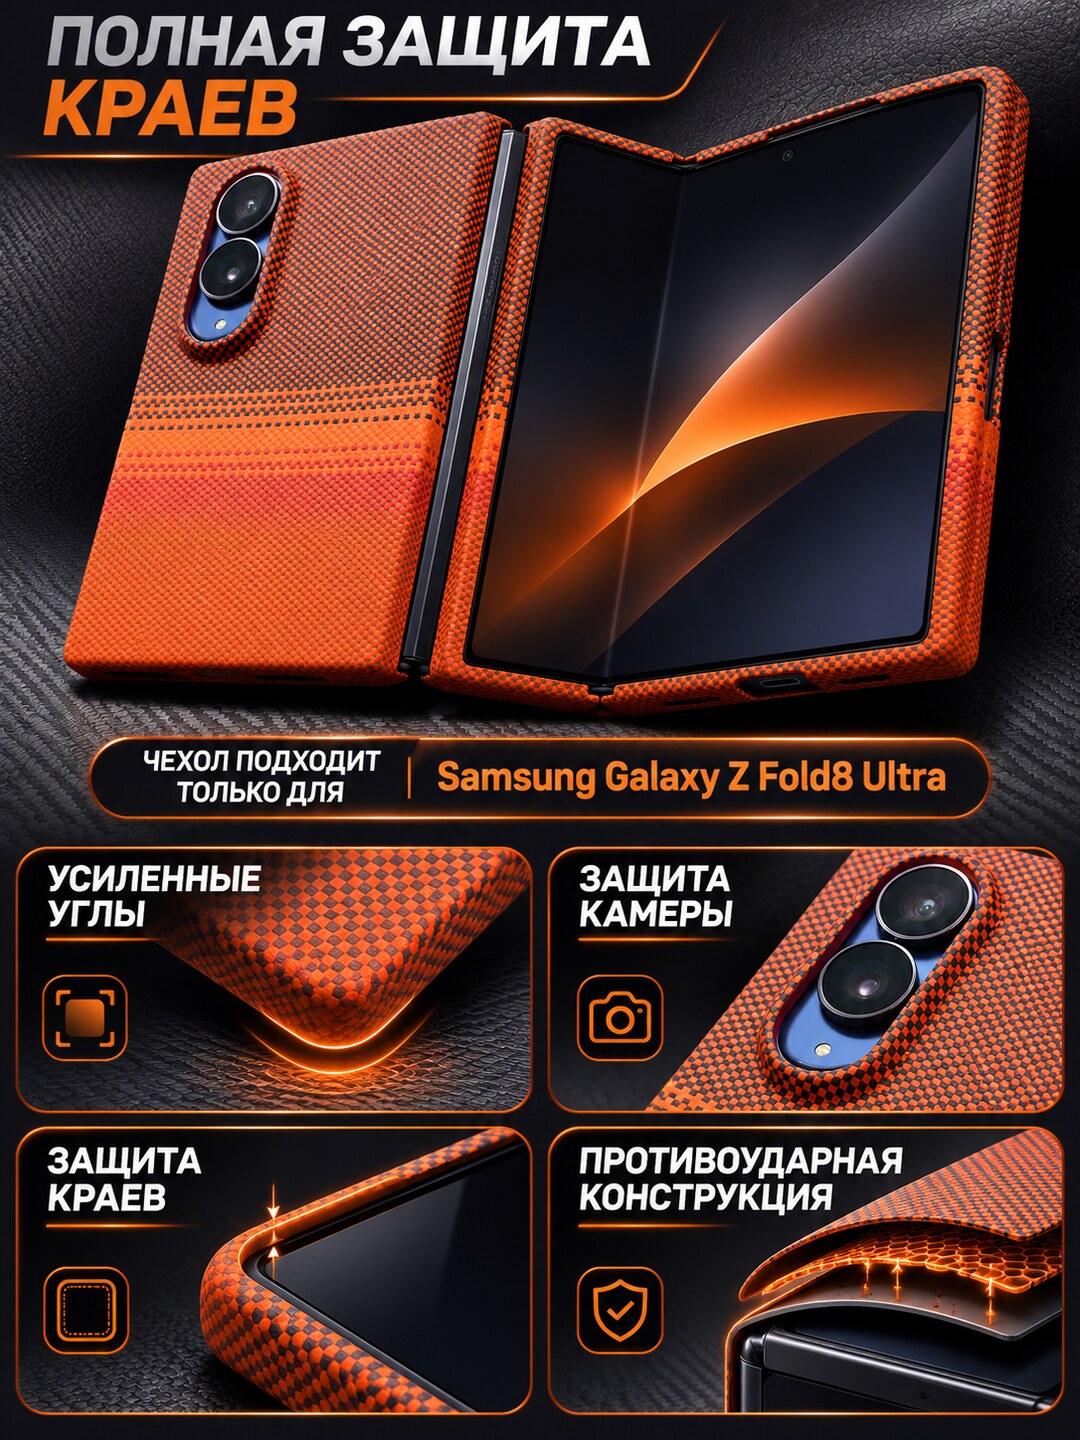 ПОЛНАЯ ЗАЩИТА
КРАЕВ
ЧЕХОЛ ПОДХОДИТ
ТОЛЬКО ДЛЯ
Samsung Galaxy Z Fold8 Ultra
УСИЛЕННЫЕ
УГЛЫ
ЗАЩИТА
КАМЕРЫ
ЗАЩИТА
КРАЕВ
ПРОТИВОУДАРНАЯ
КОНСТРУКЦИЯ